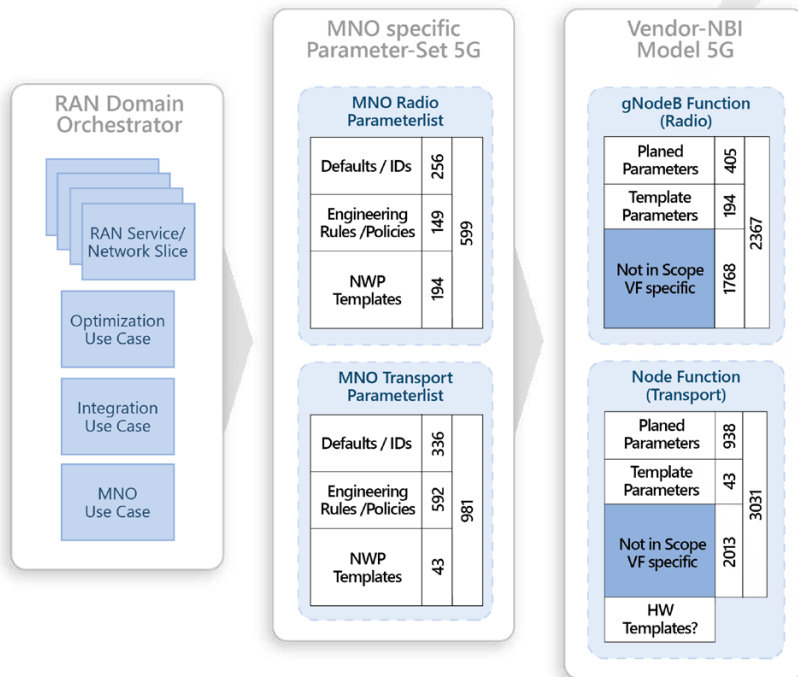 RAN Domain
Orchestrator
RAN Service/
Network Slice
Optimization
Use Case
Integration
Use Case
MNO
Use Case
MNO specific
Parameter-Set 5G
MNO Radio
Parameterlist
Defaults / IDs
256
Engineering
Rules /Policies
149
NWP
Templates
194
599
MNO Transport
Parameterlist
Defaults / IDs
336
Engineering
Rules /Policies
592
NWP
Templates
43
981
Vendor-NBI
Model 5G
gNodeB Function
(Radio)
Planed
Parameters
405
Template
Parameters
194
Not in Scope
VF specific
1768
2367
Node Function
(Transport)
Planed
Parameters
938
Template
Parameters
43
Not in Scope
VF specific
2013
3031
HW
Templates?